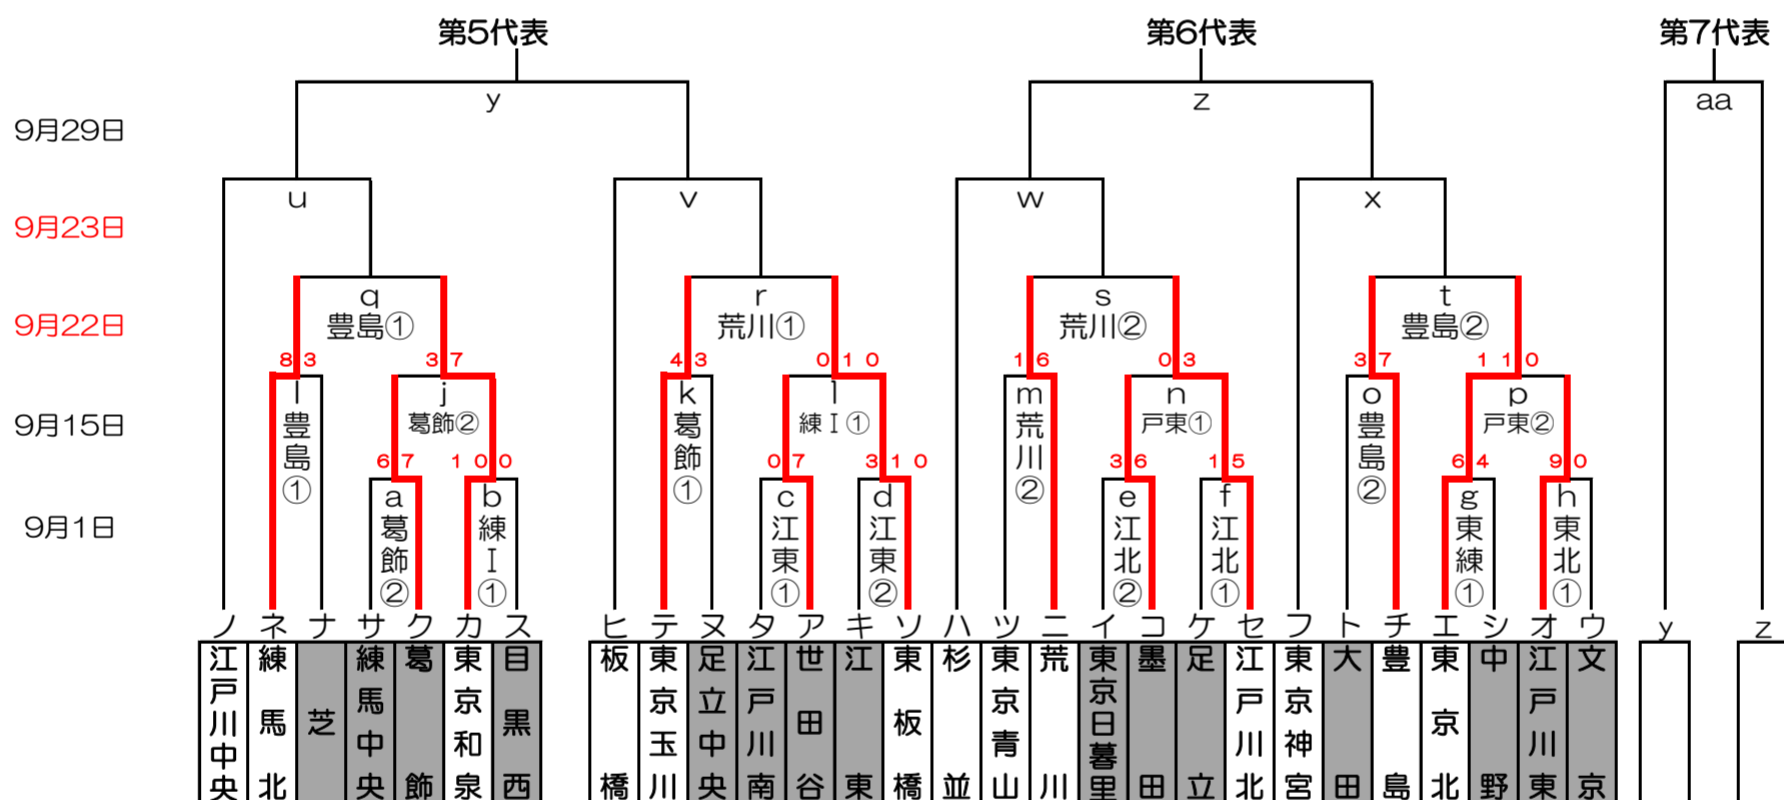 第5代表 第6代表 第7代表
y z aa
9月29日
u v w x
9月23日
q r s t
9月22日 豊島① 荒川① 荒川② 豊島②
8 3 3 7 4 3 0 1 0 1 6 0 3 3 7 1 1 0
i j k l m n o p
9月15日 豊島① 葛飾② 葛飾① 練Ⅰ① 荒川② 戸東① 豊島② 戸東②
6 7 1 0 0 0 7 3 1 0 3 6 1 5 6 4 9 0
a b c d e f g h
9月1日 葛飾② 練Ⅰ① 江東① 江東② 江北② 江北① 東練① 東北①
ノ ネ ナ サ ク カ ス ヒ テ ヌ タ ア キ ソ ハ ツ ニ イ コ ケ セ フ ト チ エ シ オ ウ y z
江戸川中央
練馬北
芝
練馬中央
葛飾
東京和泉
目黒西
板橋
東京玉川
足立中央
江戸川南
世田谷
江東
東板橋
杉並
東京青山
荒川
東京日暮里
墨田
足立
江戸川北
東京神宮
大田
豊島
東京北
中野
江戸川東
文京